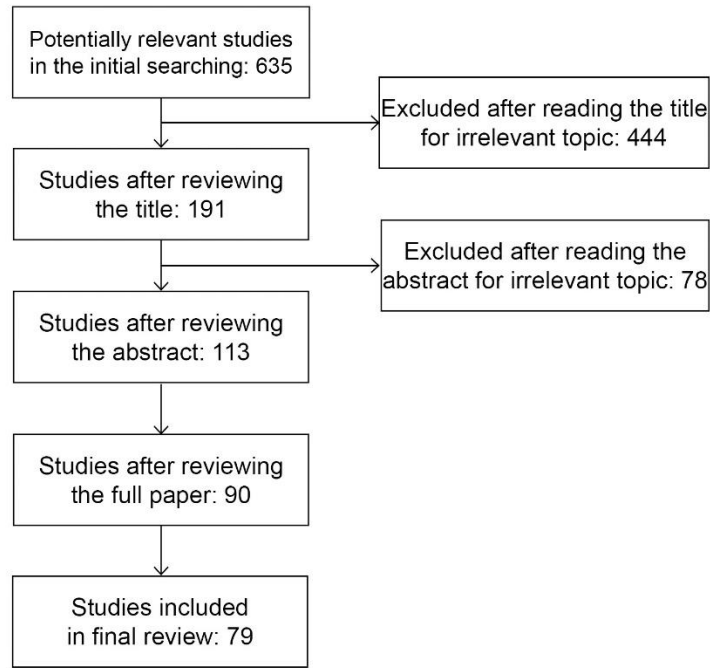 Potentially relevant studies
in the initial searching: 635
Excluded after reading the title
for irrelevant topic: 444
Studies after reviewing
the title: 191
Excluded after reading the
abstract for irrelevant topic: 78
Studies after reviewing
the abstract: 113
Studies after reviewing
the full paper: 90
Studies included
in final review: 79